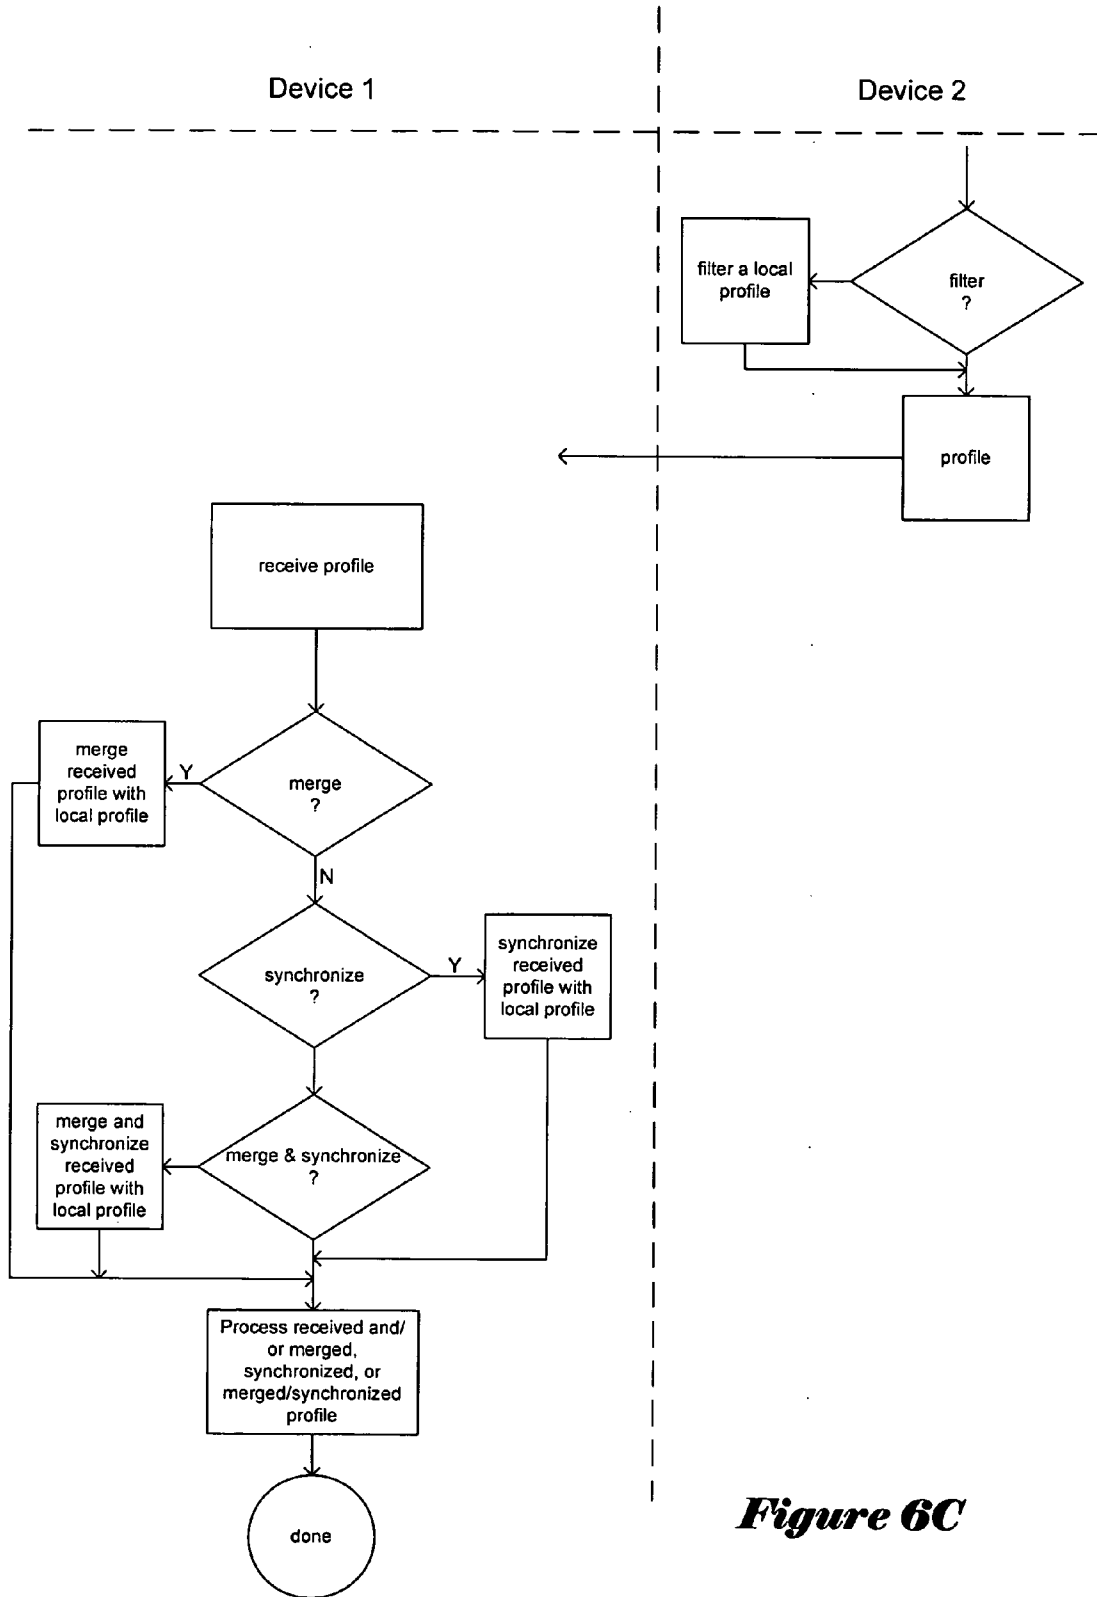 Device 1
Device 2
filter a local
profile
filter
?
profile
receive profile
merge
received
profile with
local profile
Y
merge
?
N
synchronize
?
Y
synchronize
received
profile with
local profile
merge and
synchronize
received
profile with
local profile
merge & synchronize
?
Process received and/
or merged,
synchronized, or
merged/synchronized
profile
done
Figure 6C